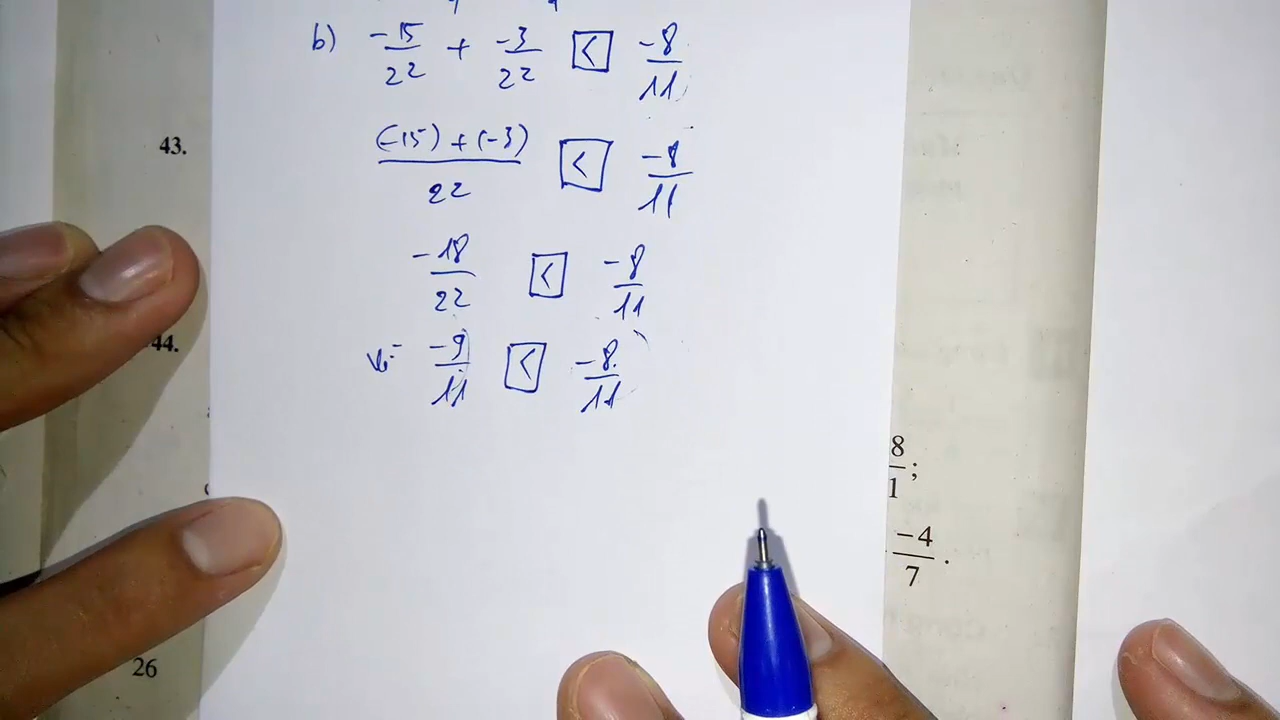 b) -15/22 + -3/22 < -8/11
43.
(-15) + (-3)/22 < -8/11
-18/22 < -8/11
44.
Vì -9/11 < -8/11
8/1;
-4/7.
26